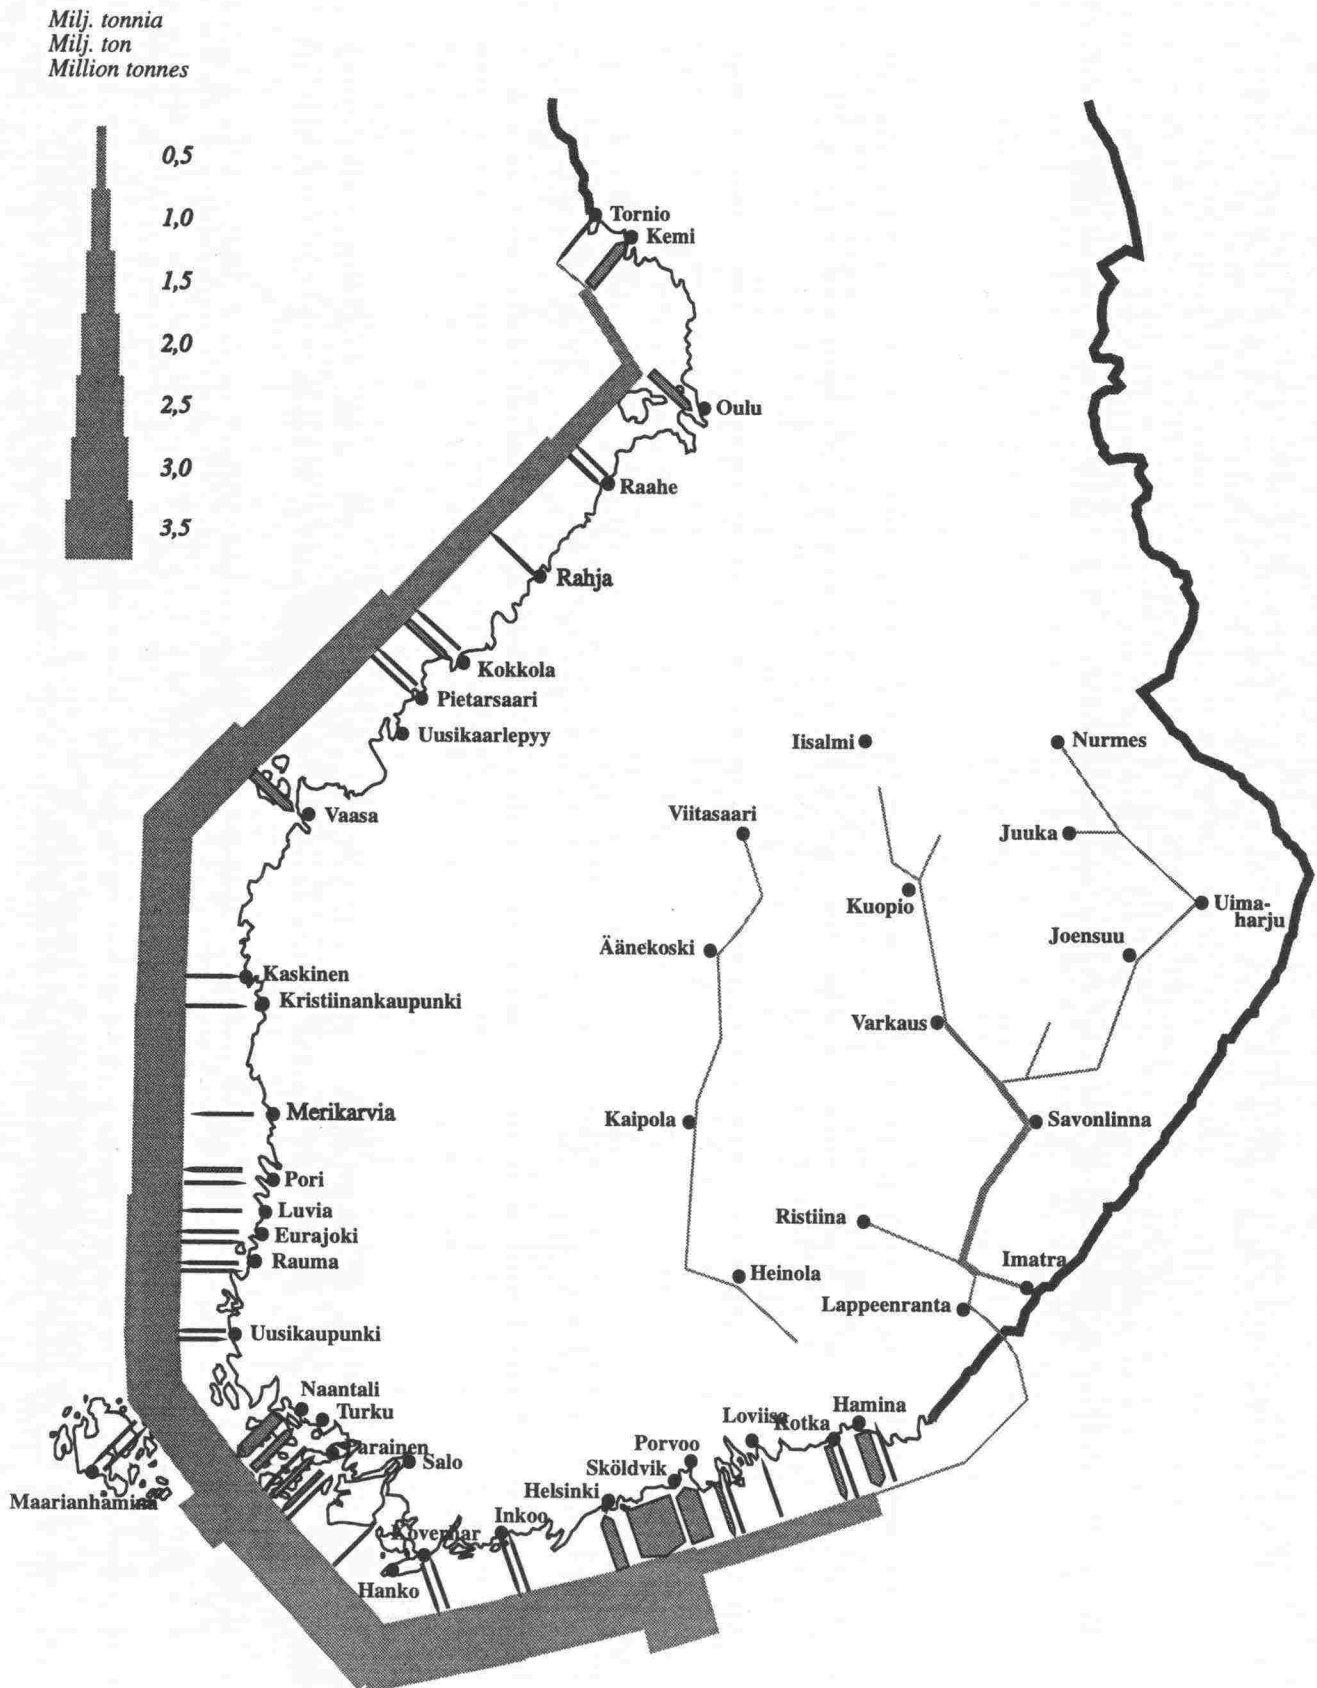 Milj. tonnia
Milj. ton
Million tonnes
0,5
1,0
1,5
2,0
2,5
3,0
3,5
Tornio
Kemi
Oulu
Raahe
Rahja
Kokkola
Pietarsaari
Uusikaarlepyy
Vaasa
Iisalmi
Nurmes
Viitasaari
Juuka
Kuopio
Uima-
harju
Äänekoski
Joensuu
Kaskinen
Kristiinankaupunki
Varkaus
Merikarvia
Kaipola
Savonlinna
Pori
Luvia
Ristiina
Eurajoki
Rauma
Imatra
Heinola
Lappeenranta
Uusikaupunki
Naantali
Turku
Hamina
Loviisa
Kotka
Parainen
Salo
Porvoo
Sköldvik
Maarianhamina
Helsinki
Inkoo
Koverhar
Hanko